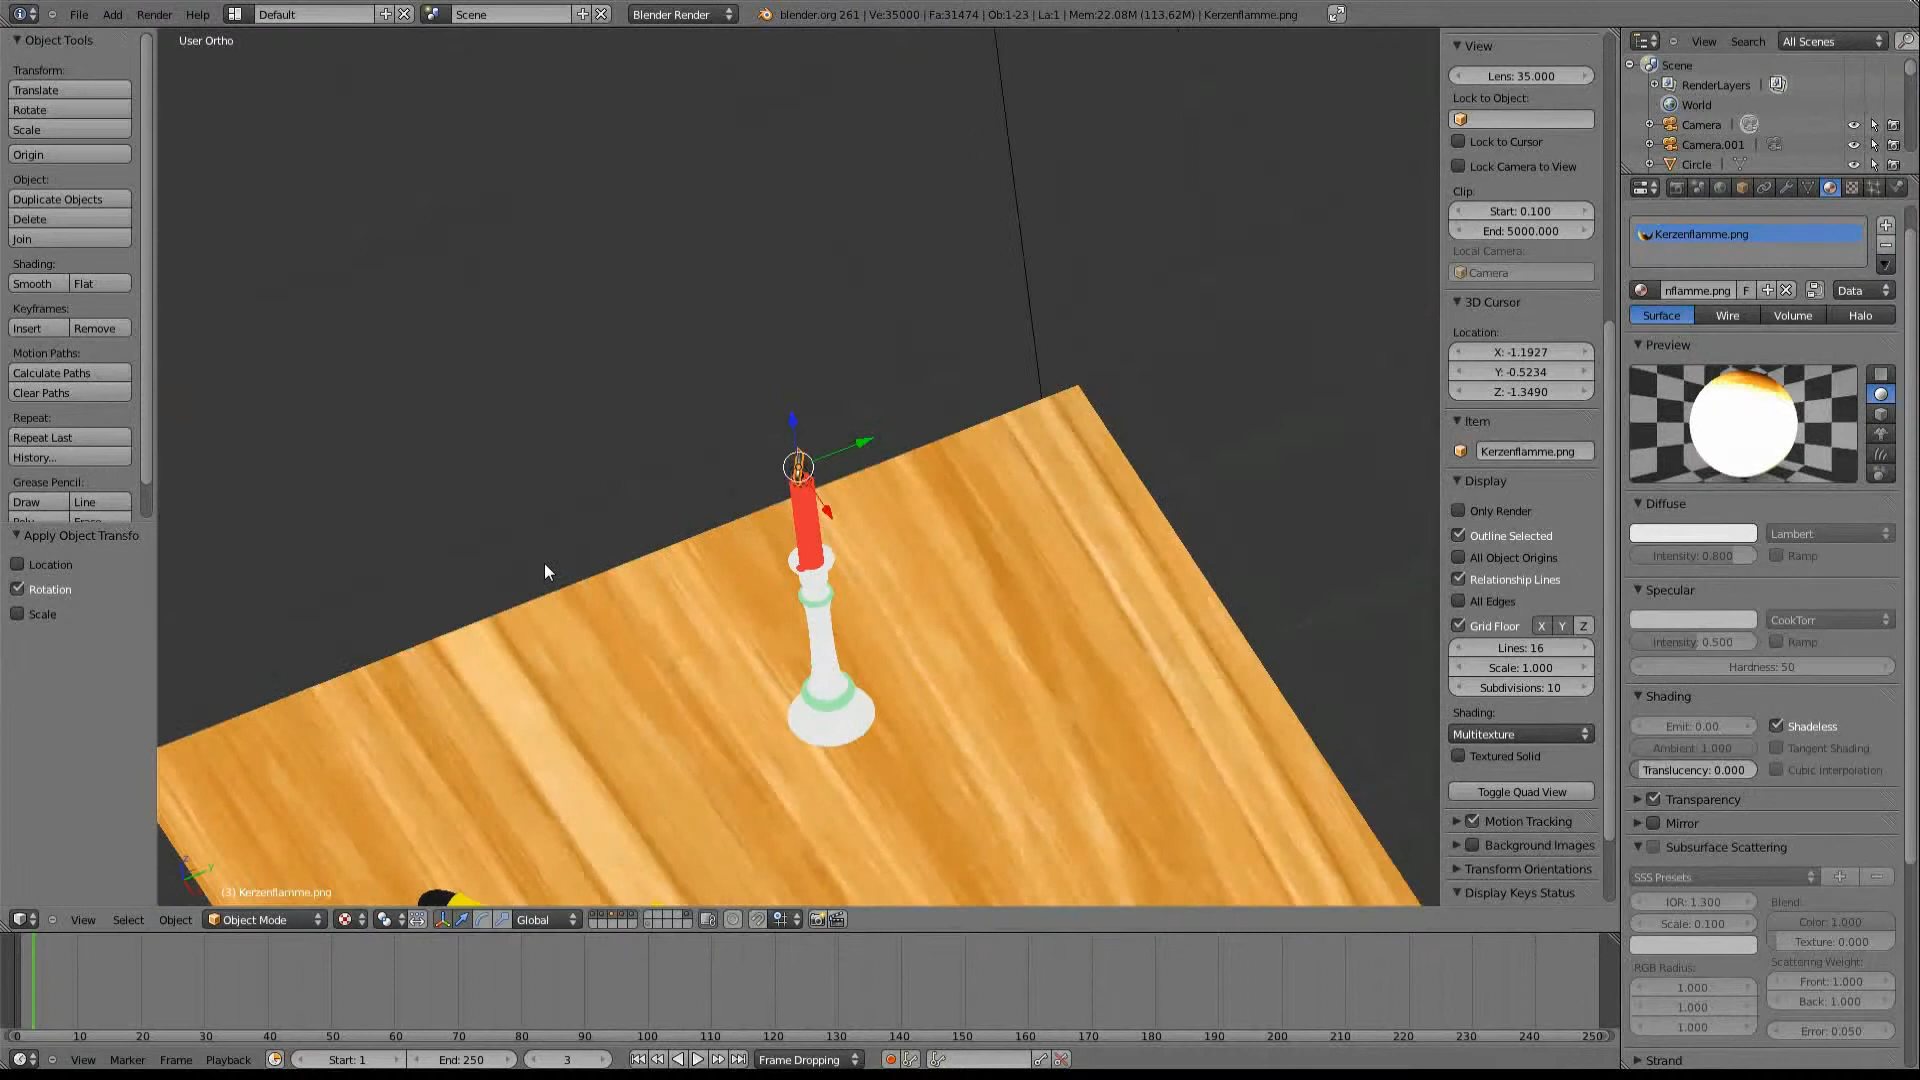 File Add Render Help Default Scene Blender Render blender.org 261 | Ve:35000 | Fa:31474 | Ob:1-23 | La:1 | Mem:22.08M (113.62M) | Kerzenflamme.png
Object Tools
Transform:
Translate
Rotate
Scale
Origin
Object:
Duplicate Objects
Delete
Join
Shading:
Smooth Flat
Keyframes:
Insert Remove
Motion Paths:
Calculate Paths
Clear Paths
Repeat:
Repeat Last
History...
Grease Pencil:
Draw Line
Apply Object Transfo
Location
Rotation
Scale
User Ortho
(3) Kerzenflamme.png
View
Lens: 35.000
Lock to Object:
Lock to Cursor
Lock Camera to View
Clip:
Start: 0.100
End: 5000.000
Local Camera:
Camera
3D Cursor
Location:
X: -1.1927
Y: -0.5234
Z: -1.3490
Item
Kerzenflamme.png
Display
Only Render
Outline Selected
All Object Origins
Relationship Lines
All Edges
Grid Floor X Y Z
Lines: 16
Scale: 1.000
Subdivisions: 10
Shading:
Multitexture
Textured Solid
Toggle Quad View
Motion Tracking
Background Images
Transform Orientations
Display Keys Status
View Search All Scenes
Scene
RenderLayers |
World
Camera |
Camera.001 |
Circle |
Kerzenflamme.png
nflamme.png F Data
Surface Wire Volume Halo
Preview
Diffuse
Lambert
Intensity: 0.800 Ramp
Specular
CookTorr
Intensity: 0.500 Ramp
Hardness: 50
Shading
Emit: 0.00 Shadeless
Ambient: 1.000 Tangent Shading
Translucency: 0.000 Cubic Interpolation
Transparency
Mirror
Subsurface Scattering
SSS Presets
IOR: 1.300 Blend:
Scale: 0.100 Color: 1.000
Texture: 0.000
RGB Radius: Scattering Weight:
1.000 Front: 1.000
1.000 Back: 1.000
1.000 Error: 0.050
Strand
View Select Object Object Mode Global
0 10 20 30 40 50 60 70 80 90 100 110 120 130 140 150 160 170 180 190 200 210 220 230 240 250
View Marker Frame Playback Start: 1 End: 250 3 Frame Dropping